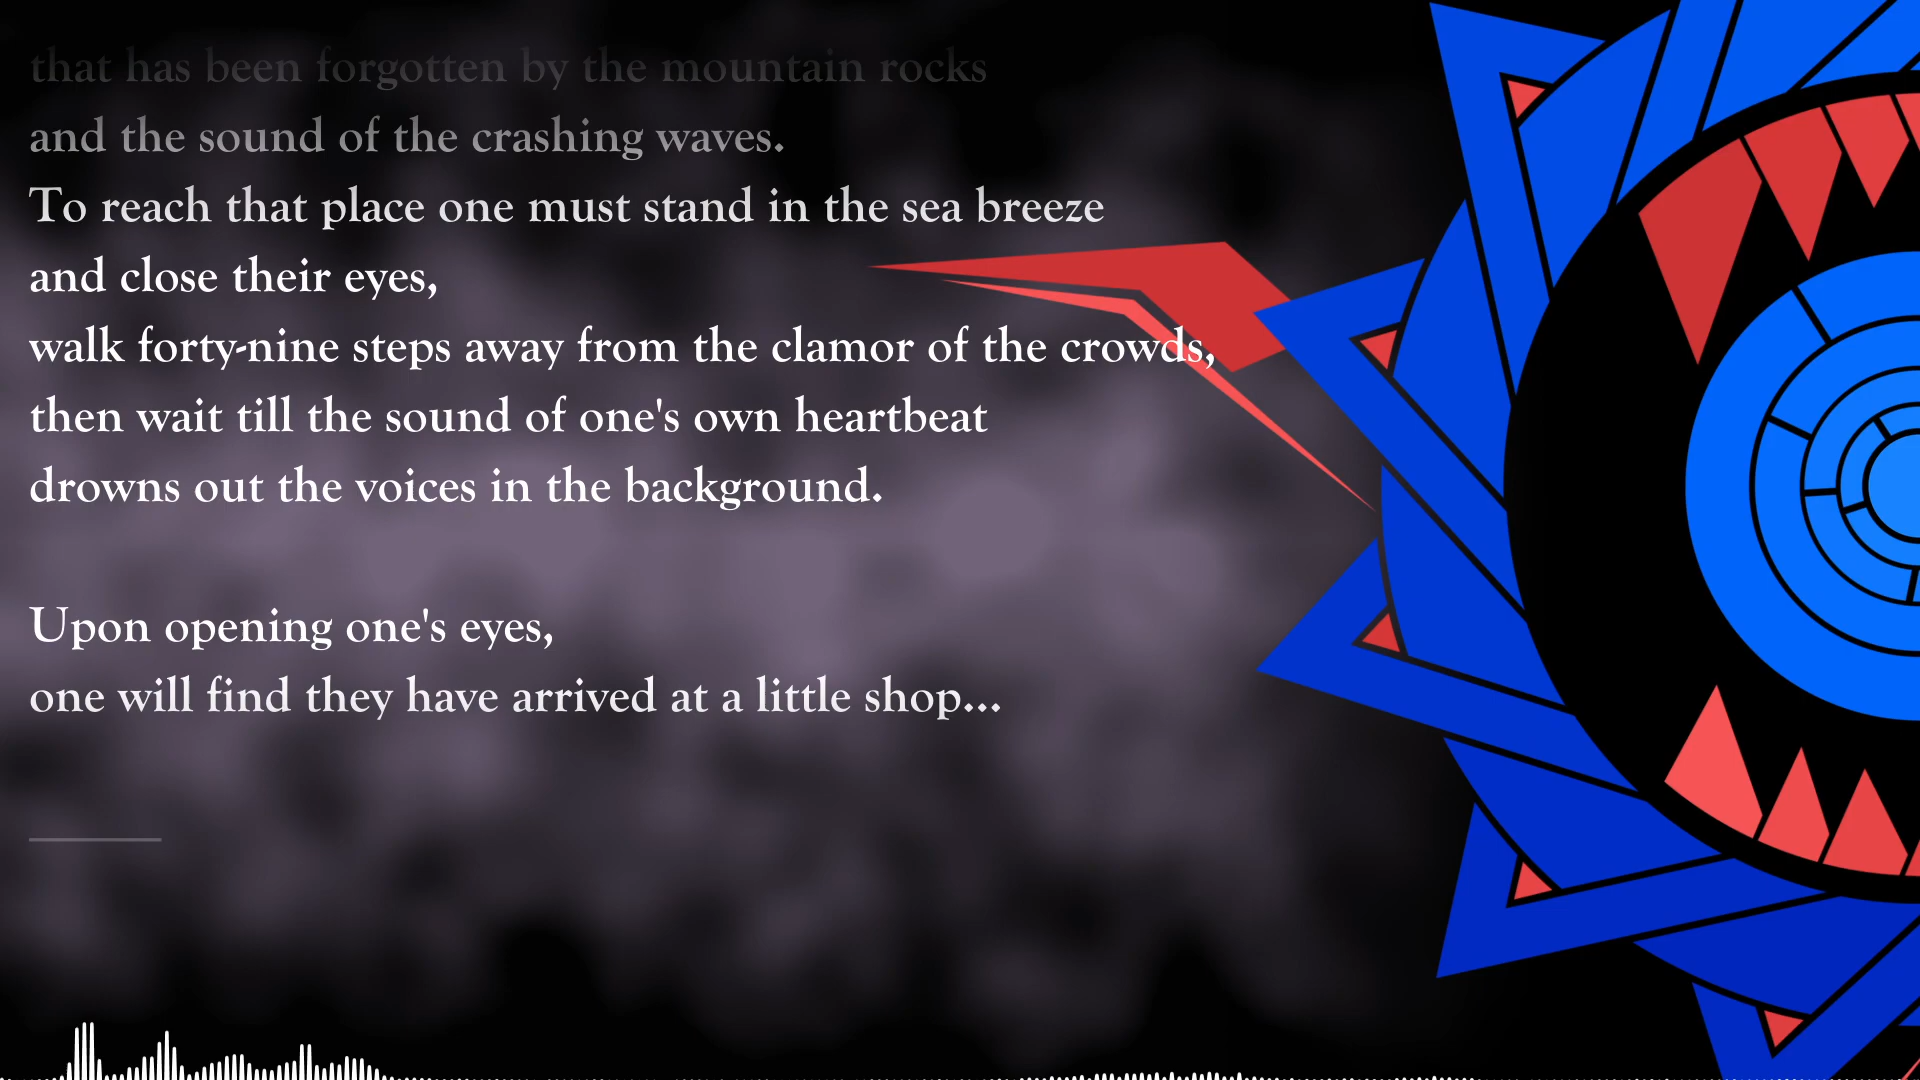 that has been forgotten by the mountain rocks
and the sound of the crashing waves.
To reach that place one must stand in the sea breeze
and close their eyes,
walk forty-nine steps away from the clamor of the crowds,
then wait till the sound of one's own heartbeat
drowns out the voices in the background.
Upon opening one's eyes,
one will find they have arrived at a little shop...